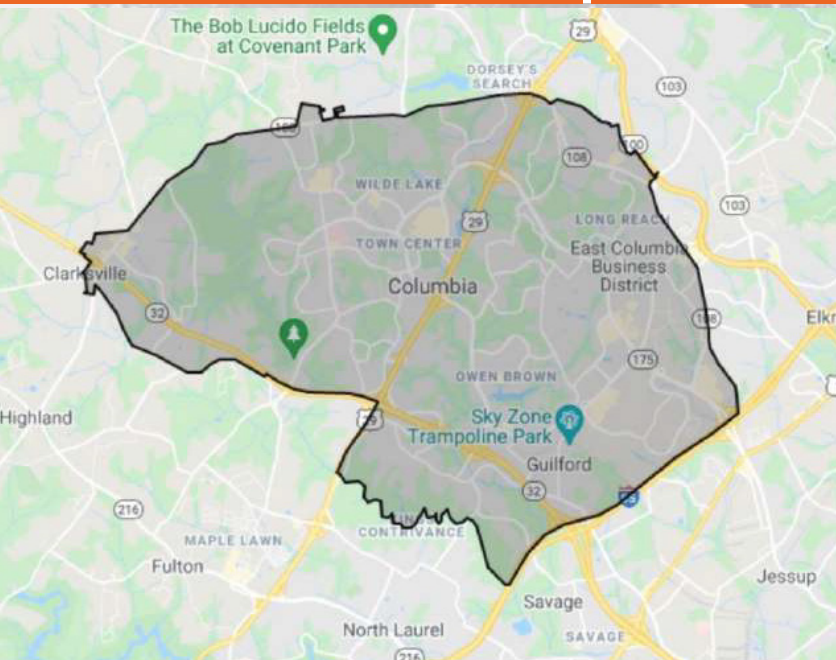 The Bob Lucido Fields
at Covenant Park
29
DORSEY'S
SEARCH
103
108
100
108
WILDE LAKE
103
29
LONG REACH
TOWN CENTER
East Columbia
Business
District
Clarksville
Columbia
32
108
175
OWEN BROWN
Highland
29
Sky Zone
Trampoline Park
Guilford
32
95
216
CONTRIVANCE
MAPLE LAWN
Fulton
Jessup
Savage
North Laurel
SAVAGE
216